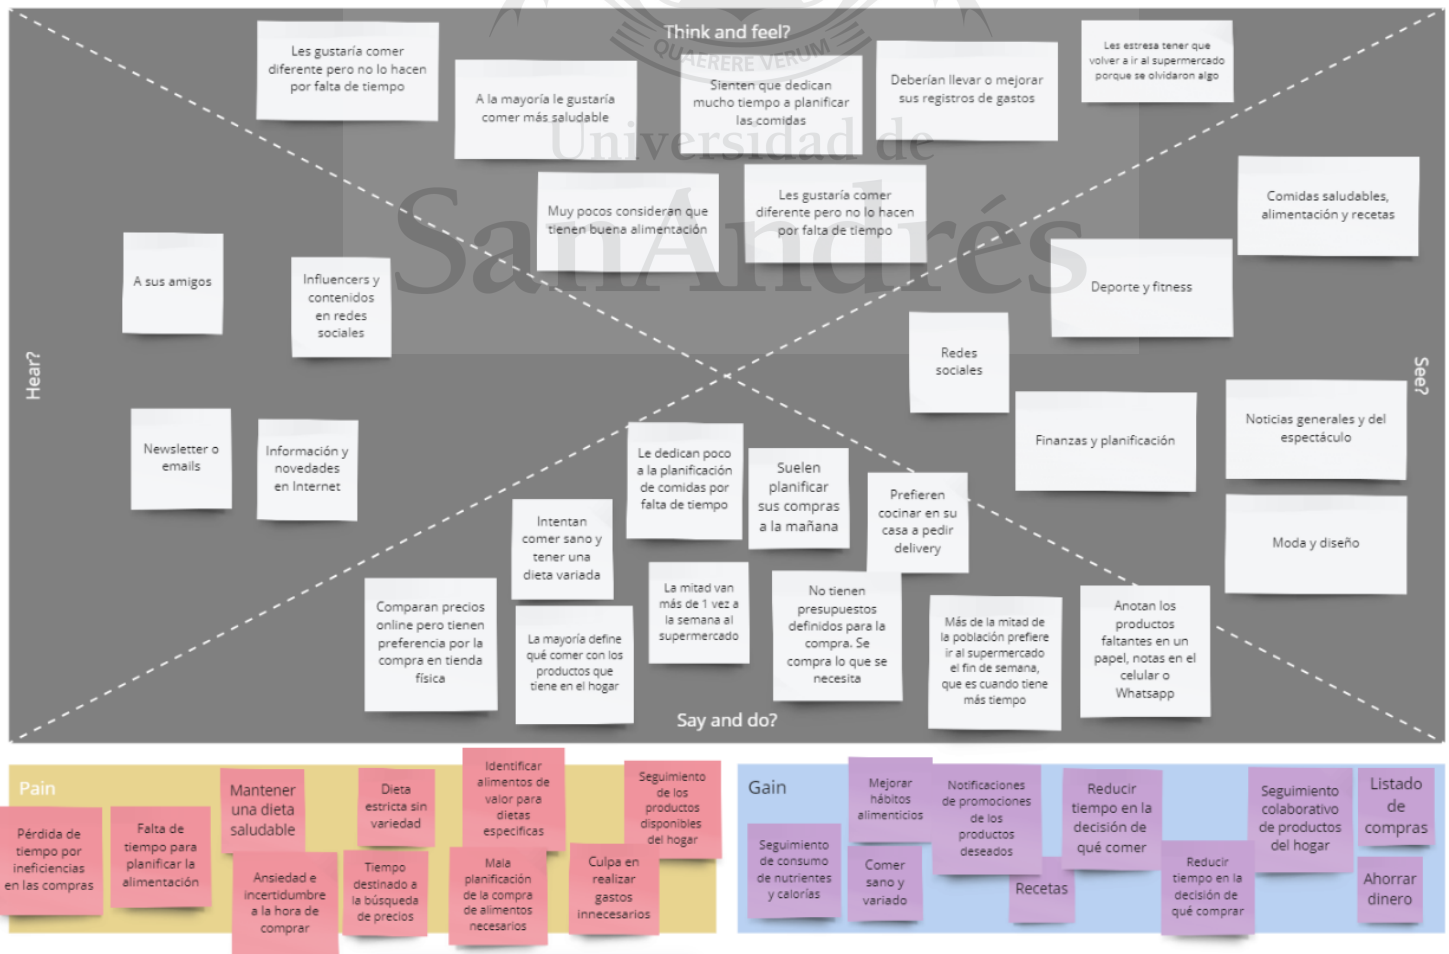 QUAERERE VERUM
Universidad de
SanAndrés
Think and feel?
Les gustaría comer
diferente pero no lo hacen
por falta de tiempo
A la mayoría le gustaría
comer más saludable
Sienten que dedican
mucho tiempo a planificar
las comidas
Deberían llevar o mejorar
sus registros de gastos
Les estresa tener que
volver a ir al supermercado
porque se olvidaron algo
Muy pocos consideran que
tienen buena alimentación
Les gustaría comer
diferente pero no lo hacen
por falta de tiempo
Hear?
A sus amigos
Influencers y
contenidos
en redes
sociales
Newsletter o
emails
Información y
novedades
en Internet
See?
Comidas saludables,
alimentación y recetas
Deporte y fitness
Redes
sociales
Finanzas y planificación
Noticias generales y del
espectáculo
Moda y diseño
Le dedican poco
a la planificación
de comidas por
falta de tiempo
Suelen
planificar
sus compras
a la mañana
Prefieren
cocinar en su
casa a pedir
delivery
Intentan
comer sano y
tener una
dieta variada
Comparan precios
online pero tienen
preferencia por la
compra en tienda
física
La mayoría define
qué comer con los
productos que
tiene en el hogar
La mitad van
más de 1 vez a
la semana al
supermercado
No tienen
presupuestos
definidos para la
compra. Se
compra lo que se
necesita
Más de la mitad de
la población prefiere
ir al supermercado
el fin de semana,
que es cuando tiene
más tiempo
Anotan los
productos
faltantes en un
papel, notas en el
celular o
Whatsapp
Say and do?
Pain
Pérdida de
tiempo por
ineficiencias
en las compras
Falta de
tiempo para
planificar la
alimentación
Mantener
una dieta
saludable
Ansiedad e
incertidumbre
a la hora de
comprar
Dieta
estricta sin
variedad
Tiempo
destinado a
la búsqueda
de precios
Identificar
alimentos de
valor para
dietas
especificas
Mala
planificación
de la compra
de alimentos
necesarios
Seguimiento
de los
productos
disponibles
del hogar
Culpa en
realizar
gastos
innecesarios
Gain
Seguimiento
de consumo
de nutrientes
y calorías
Mejorar
hábitos
alimenticios
Comer
sano y
variado
Notificaciones
de promociones
de los
productos
deseados
Recetas
Reducir
tiempo en la
decisión de
qué comer
Reducir
tiempo en la
decisión de
qué comprar
Seguimiento
colaborativo
de productos
del hogar
Listado
de
compras
Ahorrar
dinero